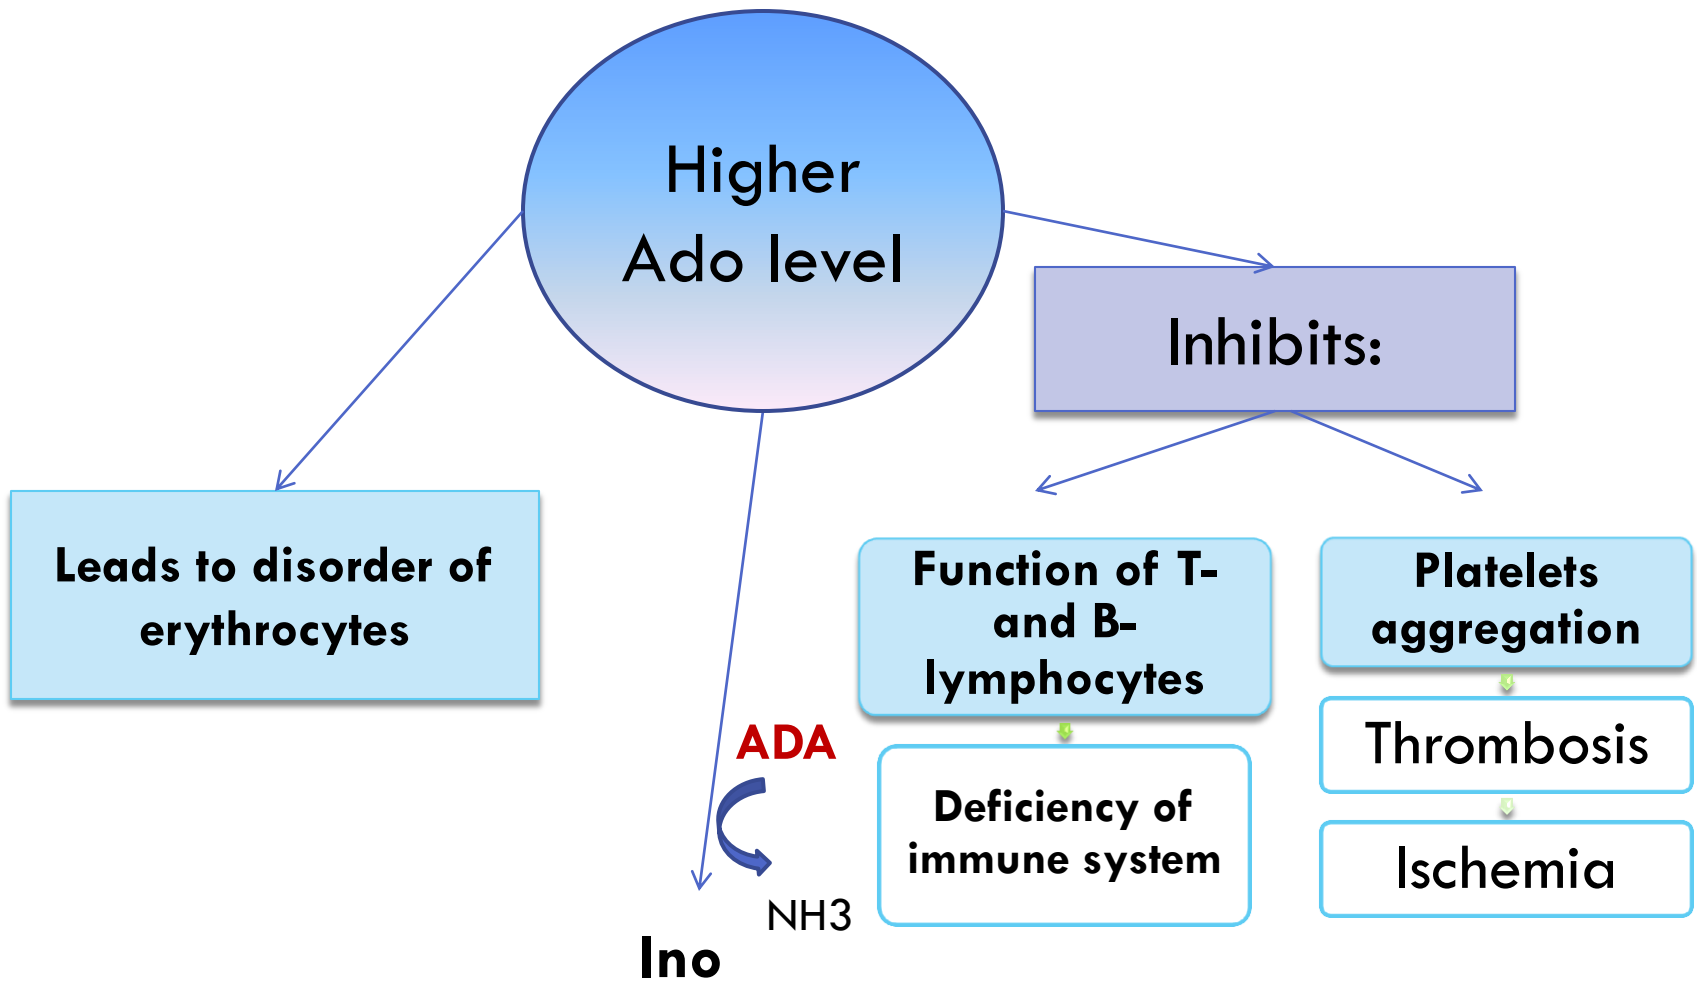 Higher
Ado level
Inhibits:
Leads to disorder of
erythrocytes
Function of T-
and B-
lymphocytes
Platelets
aggregation
ADA
Thrombosis
Deficiency of
immune system
Ischemia
NH3
Ino